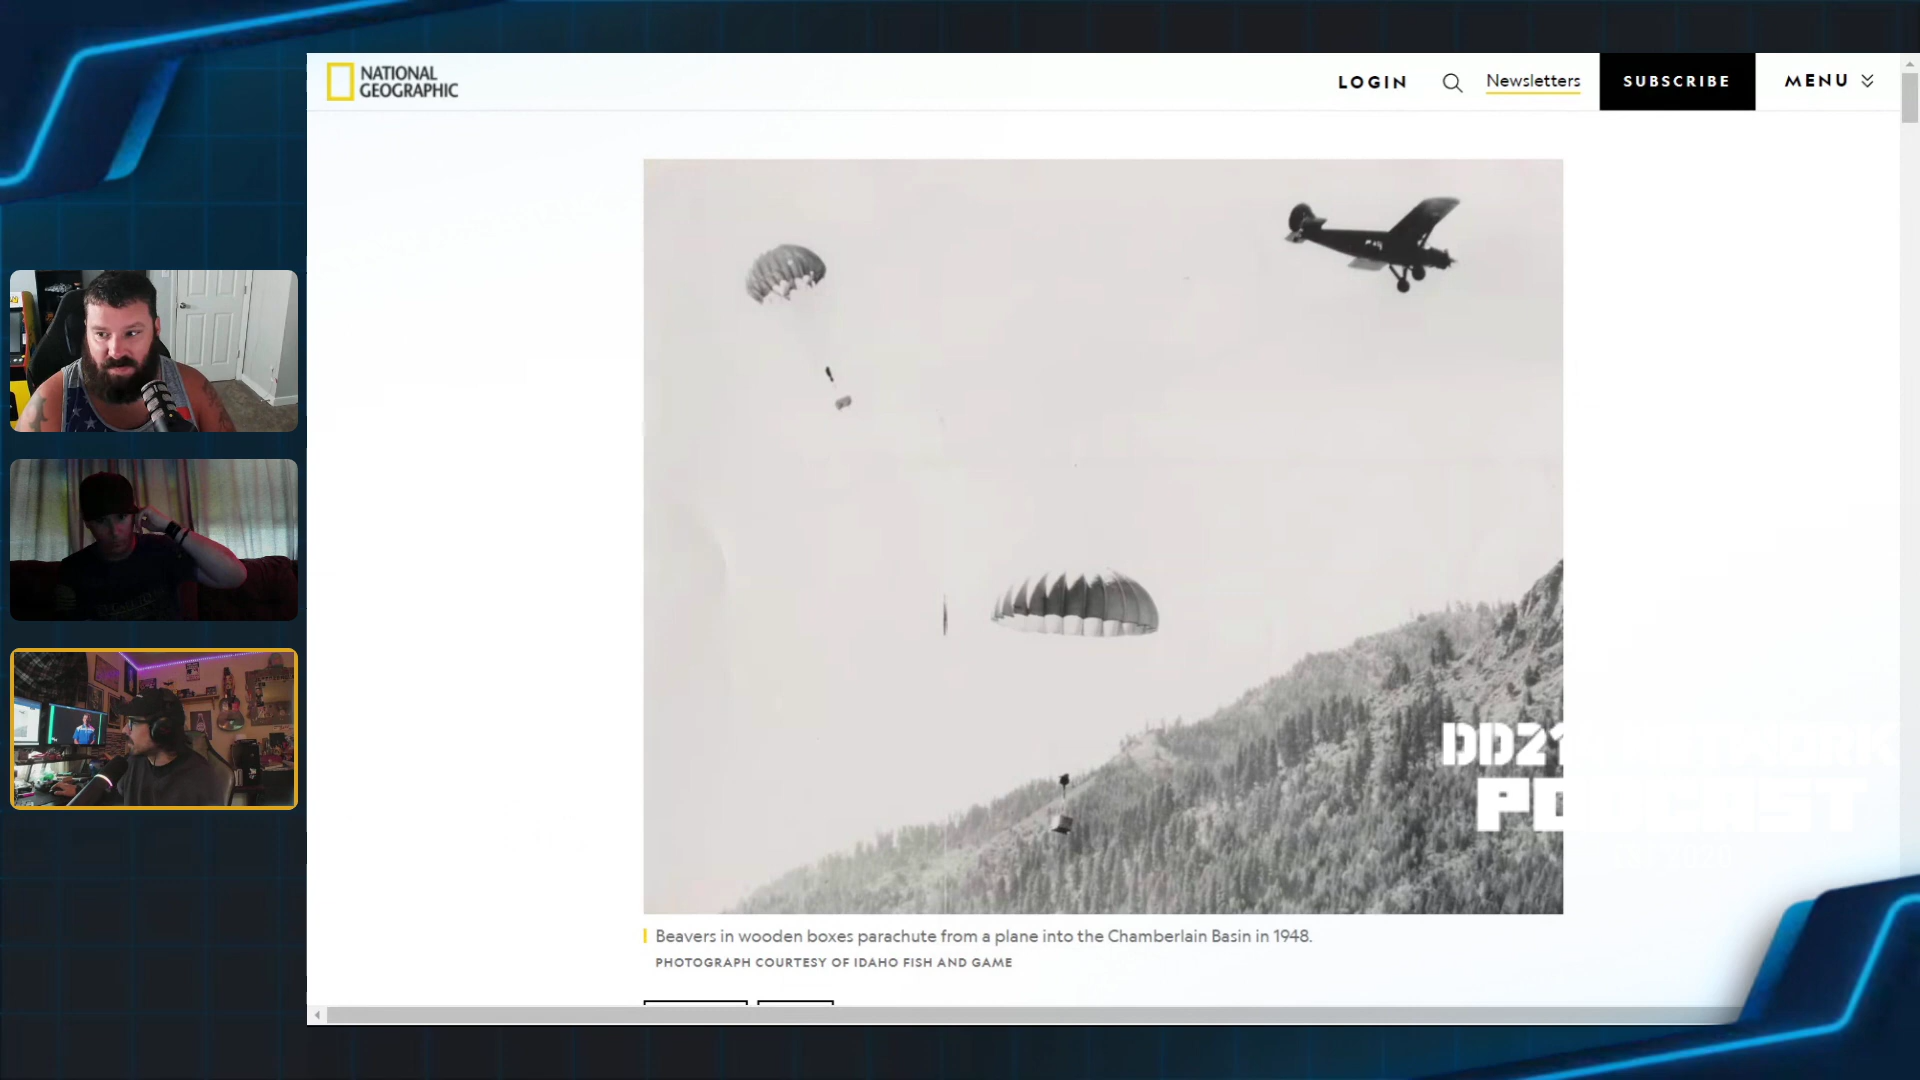 NATIONAL
GEOGRAPHIC
LOGIN
Newsletters
SUBSCRIBE
MENU
Beavers in wooden boxes parachute from a plane into the Chamberlain Basin in 1948.
PHOTOGRAPH COURTESY OF IDAHO FISH AND GAME
PODCAST